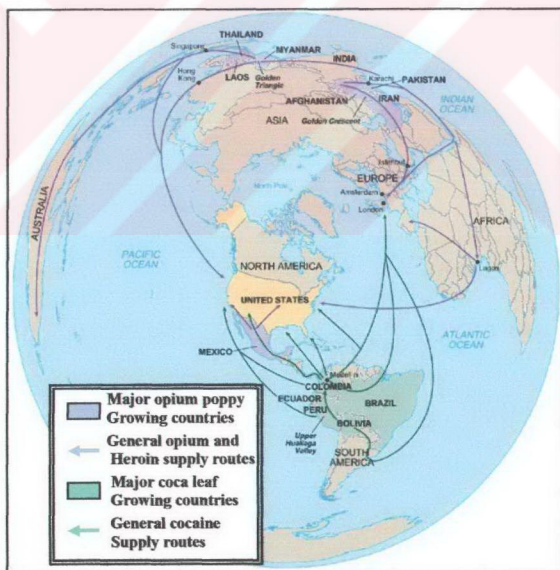 THAILAND
Singapore
MYANMAR
INDIA
Hong
Kong
LAOS
Golden
Triangle
Karachi
PAKISTAN
AFGHANISTAN
IRAN
INDIAN
OCEAN
ASIA
Golden Crescent
Istanbul
EUROPE
North Pole
Amsterdam
London
AUSTRALIA
AFRICA
PACIFIC
OCEAN
NORTH AMERICA
Lagos
UNITED STATES
ATLANTIC
OCEAN
MEXICO
COLOMBIA
ECUADOR
PERU
BRAZIL
BOLIVIA
Upper
Huallaga
Valley
SOUTH
AMERICA
Major opium poppy
Growing countries
General opium and
Heroin supply routes
Major coca leaf
Growing countries
General cocaine
Supply routes